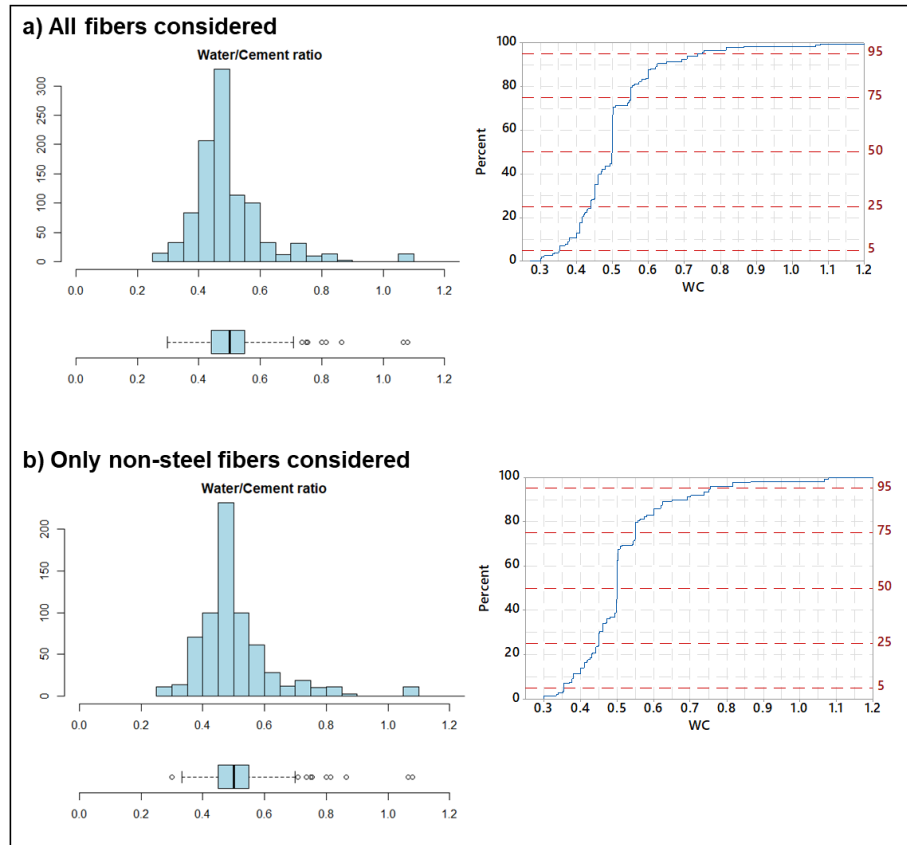 a) All fibers considered
Water/Cement ratio
300
250
200
150
100
50
0
0.0 0.2 0.4 0.6 0.8 1.0 1.2
0.0 0.2 0.4 0.6 0.8 1.0 1.2
100
80
60
40
20
0
Percent
95
75
50
25
5
0.3 0.4 0.5 0.6 0.7 0.8 0.9 1.0 1.1 1.2
WC
b) Only non-steel fibers considered
Water/Cement ratio
200
150
100
50
0
0.0 0.2 0.4 0.6 0.8 1.0 1.2
0.0 0.2 0.4 0.6 0.8 1.0 1.2
100
80
60
40
20
0
Percent
95
75
50
25
5
0.3 0.4 0.5 0.6 0.7 0.8 0.9 1.0 1.1 1.2
WC